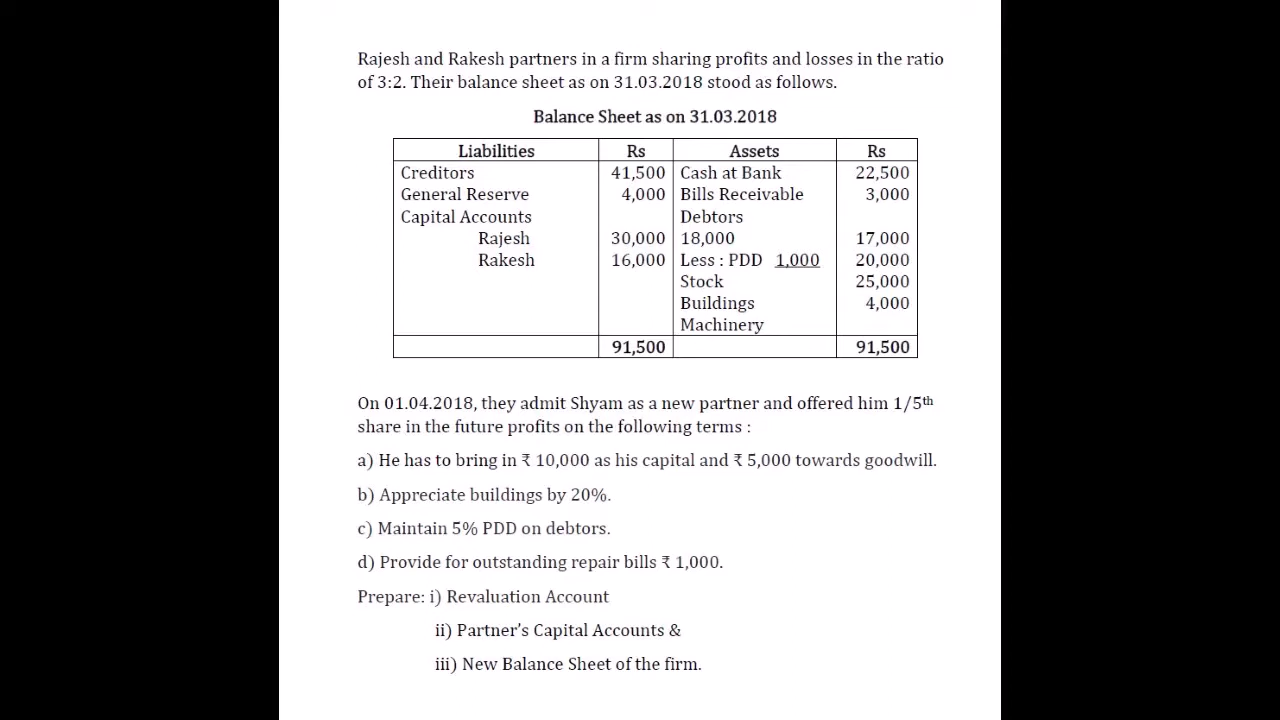 Rajesh and Rakesh partners in a firm sharing profits and losses in the ratio
of 3:2. Their balance sheet as on 31.03.2018 stood as follows.
Balance Sheet as on 31.03.2018
Liabilities Rs Assets Rs
Creditors 41,500 Cash at Bank 22,500
General Reserve 4,000 Bills Receivable 3,000
Capital Accounts Debtors
Rajesh 30,000 18,000 17,000
Rakesh 16,000 Less : PDD 1,000 20,000
Stock 25,000
Buildings 4,000
Machinery
91,500 91,500
On 01.04.2018, they admit Shyam as a new partner and offered him 1/5th
share in the future profits on the following terms :
a) He has to bring in ₹ 10,000 as his capital and ₹ 5,000 towards goodwill.
b) Appreciate buildings by 20%.
c) Maintain 5% PDD on debtors.
d) Provide for outstanding repair bills ₹ 1,000.
Prepare: i) Revaluation Account
ii) Partner's Capital Accounts &
iii) New Balance Sheet of the firm.